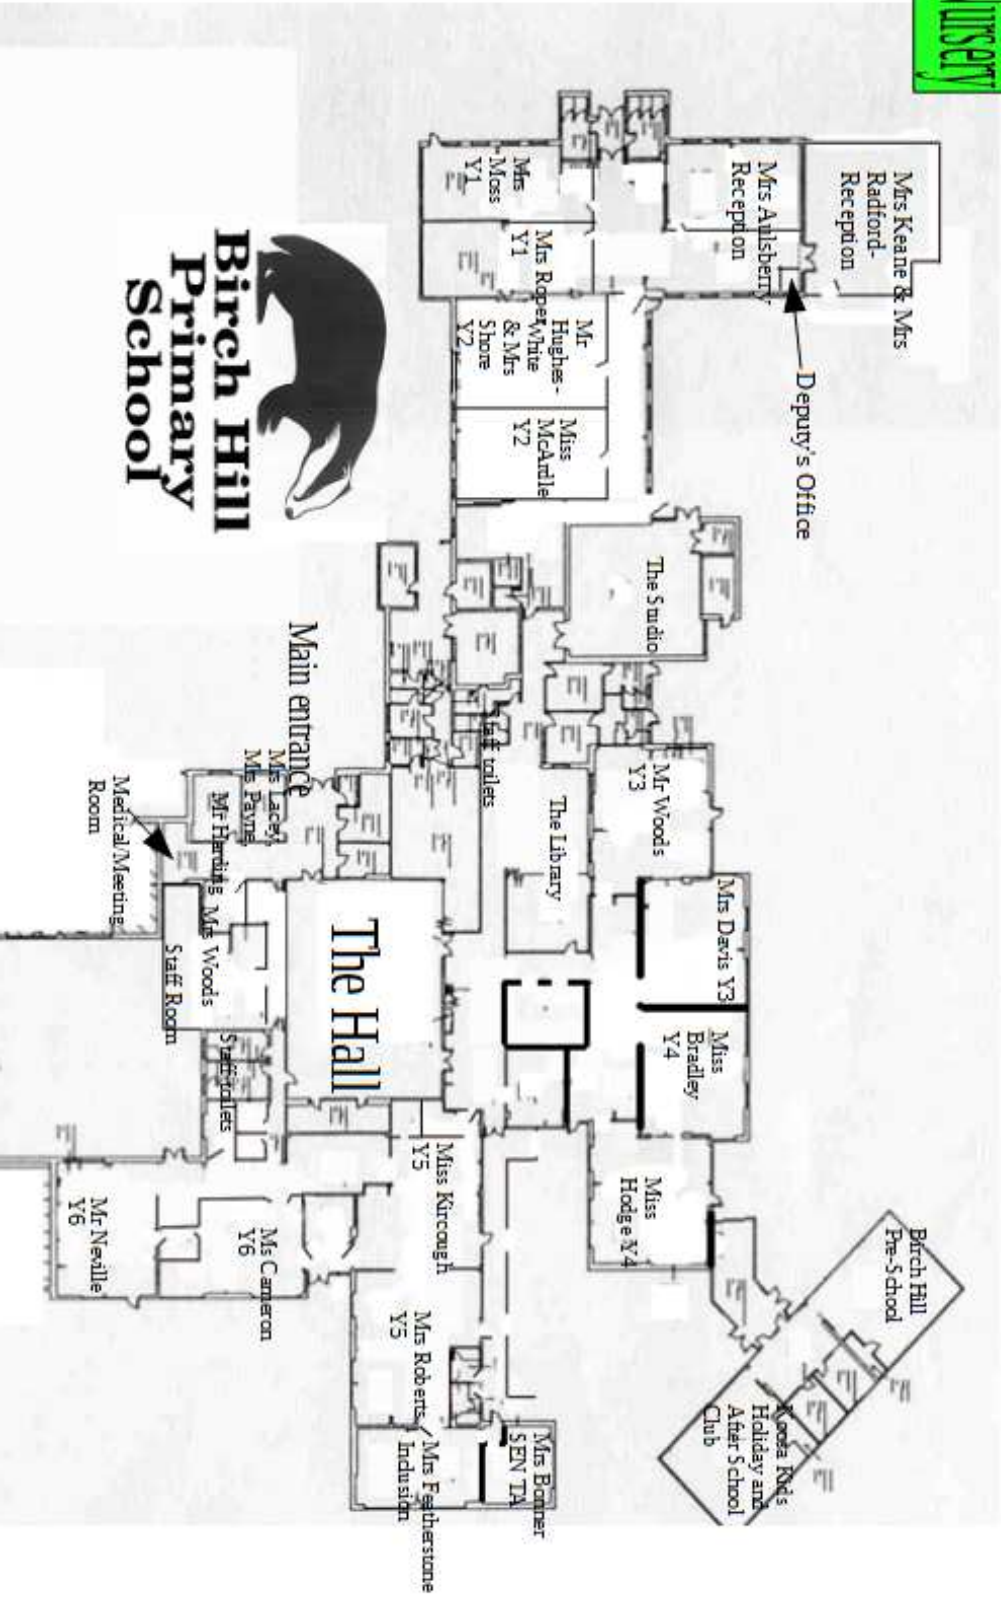 Nursery
Mrs Keane & Mrs
Radford-
Reception
Mrs Aulsberry
Reception
Deputy's Office
Mrs
Moss
Y1
Mrs Roper
Y1
Mr
Hughes-
White
& Mrs
Shore
Y2
Miss
McArdle
Y2
The Studio
Birch Hill
Primary
School
Main entrance
Staff toilets
Mr Woods
Y3
The Library
Mrs Davis Y3
Miss
Bradley
Y4
Miss
Hodge Y4
Mrs Lacey,
Mrs Payne,
Mr Harding
Medical/Meeting
Room
Mrs Woods
Staff Room
The Hall
Staff toilets
Miss Kirçough
Y5
Mrs Roberts
Y5
Ms Cameron
Y6
Mr Neville
Y6
Mrs Featherstone
Inclusion
Mrs Bonner
SEN TA
Birch Hill
Pre-School
Koosa Kids
Holiday and
After School
Club